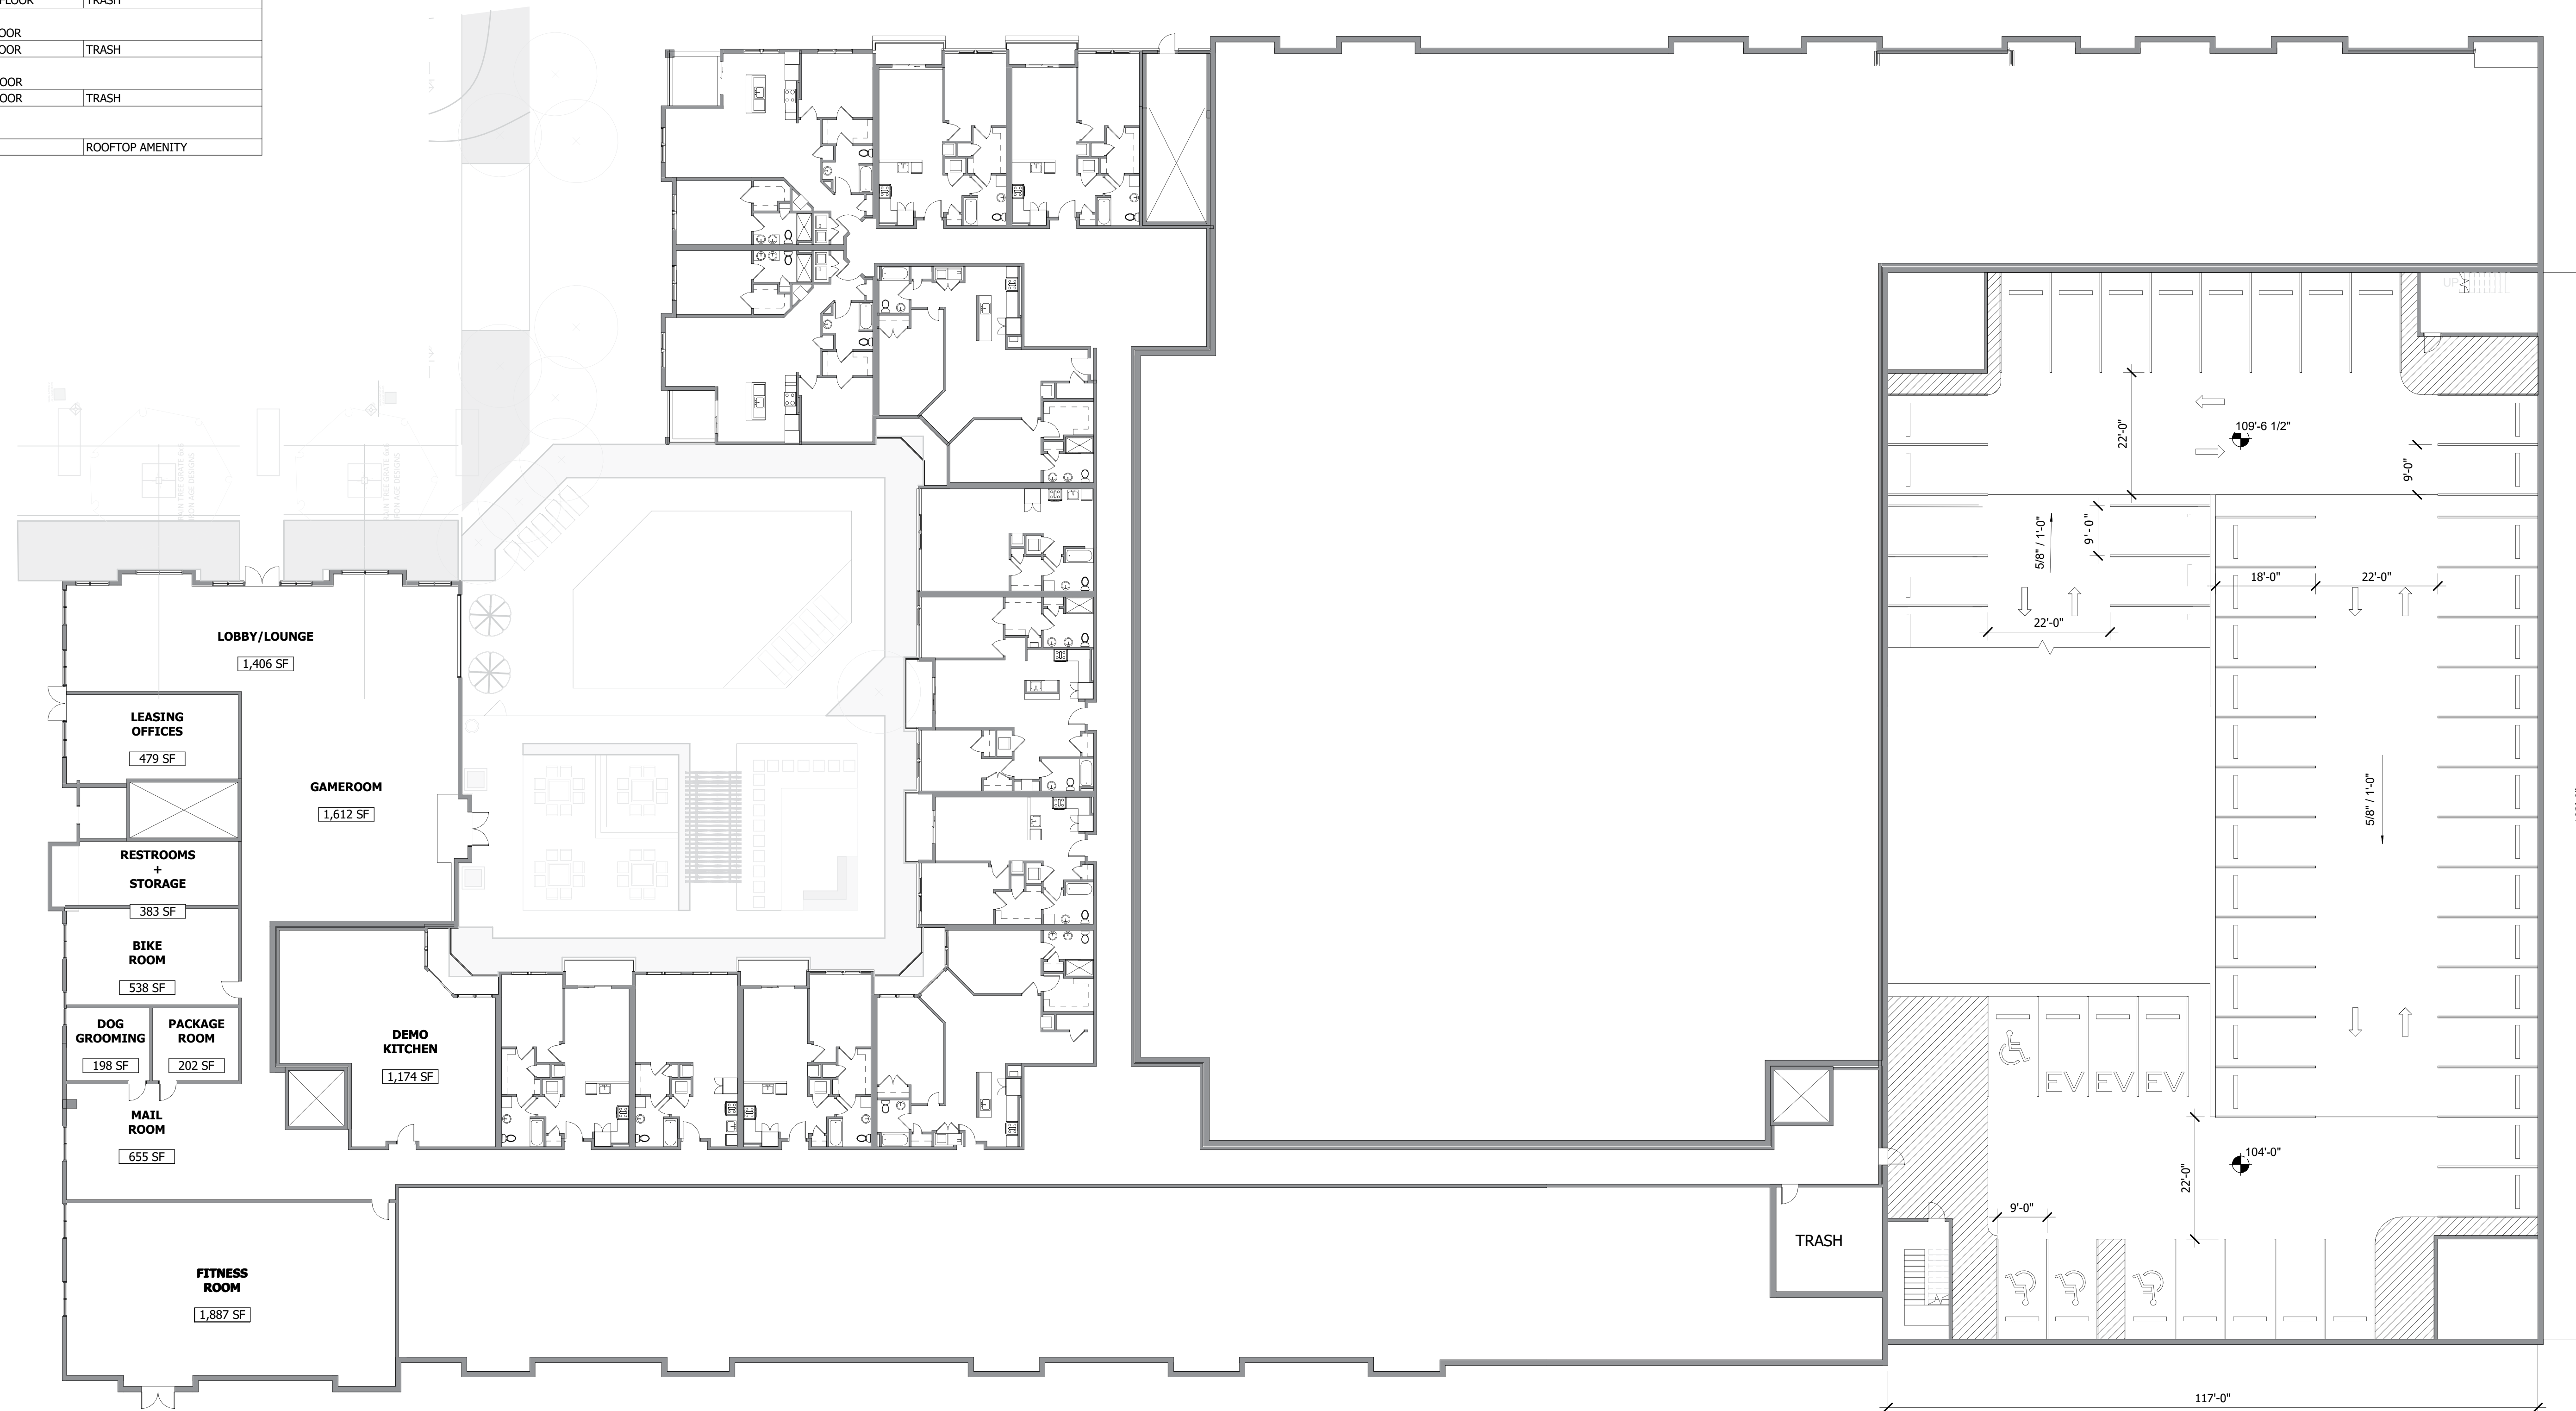 FLOOR TRASH
OOR
OOR TRASH
OOR
OOR TRASH
ROOFTOP AMENITY
LOBBY/LOUNGE
1,406 SF
LEASING
OFFICES
479 SF
GAMEROOM
1,612 SF
RESTROOMS
+
STORAGE
383 SF
BIKE
ROOM
538 SF
DOG
GROOMING
198 SF
PACKAGE
ROOM
202 SF
DEMO
KITCHEN
1,174 SF
MAIL
ROOM
655 SF
FITNESS
ROOM
1,887 SF
TRASH
UP
22'-0"
109'-6 1/2"
9'-0"
5/8" / 1'-0"
9'-0"
18'-0"
22'-0"
22'-0"
5/8" / 1'-0"
EV EV EV
104'-0"
22'-0"
9'-0"
117'-0"